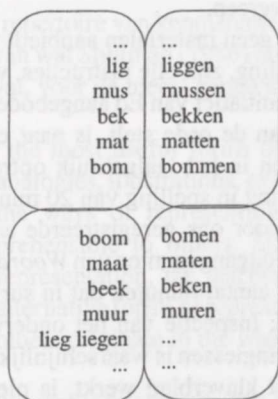 ... ...
lig liggen
mus mussen
bek bekken
mat matten
bom bommen
boom bomen
maat maten
beek beken
muur muren
lieg liegen ...
... ...